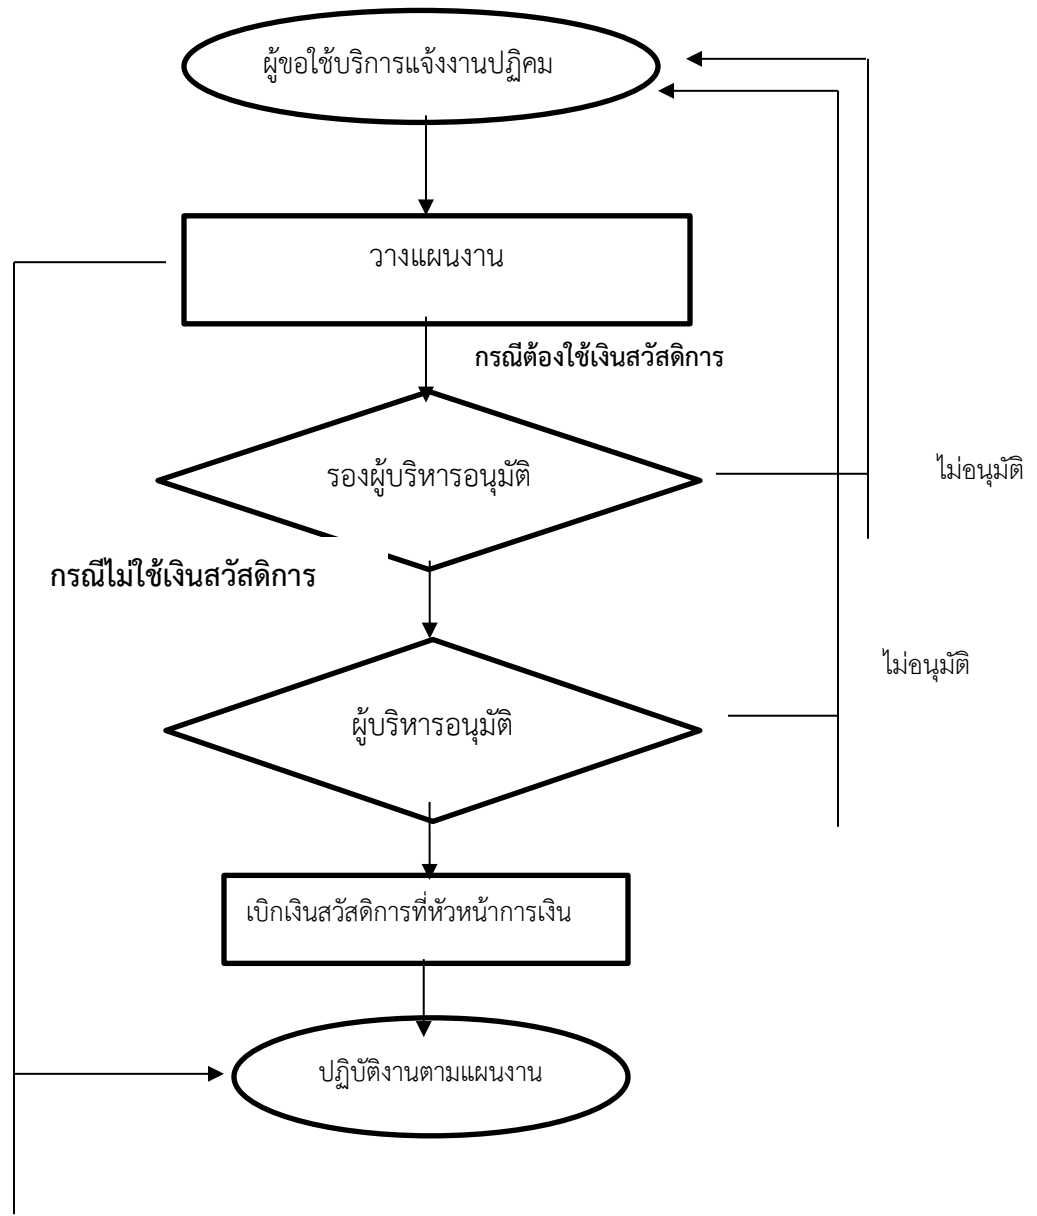 ผู้ขอใช้บริการแจ้งงานปฏิคม
วางแผนงาน
กรณีต้องใช้เงินสวัสดิการ
รองผู้บริหารอนุมัติ
ไม่อนุมัติ
กรณีไม่ใช้เงินสวัสดิการ
ไม่อนุมัติ
ผู้บริหารอนุมัติ
เบิกเงินสวัสดิการที่หัวหน้าการเงิน
ปฏิบัติงานตามแผนงาน